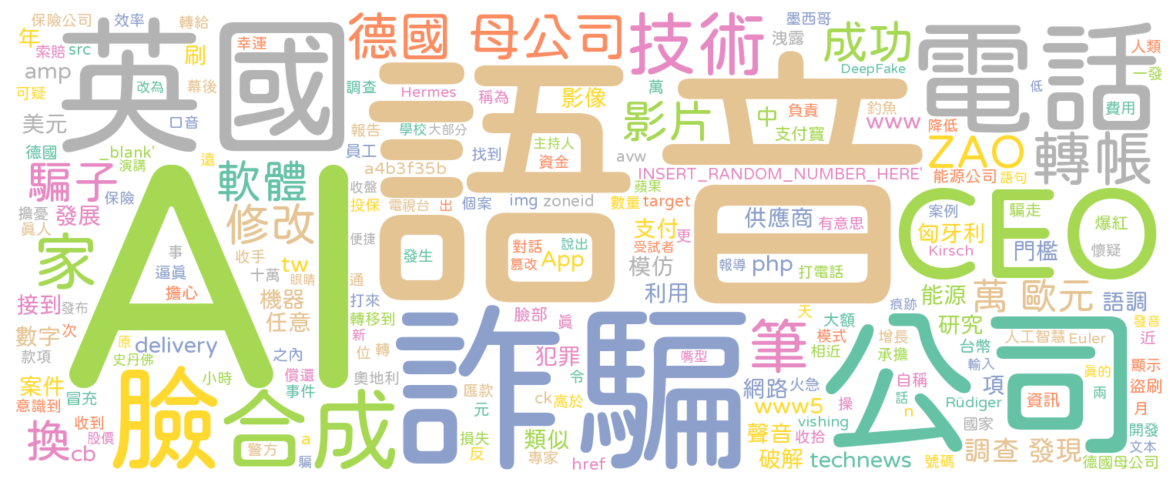 保險公司
效率
轉給
年
索賠
src
刷
幸運
amp
可疑
改為
幕後
美元
口音
英國
德國
母公司
技術
墨西哥
洩露
成功
DeepFake
電話
人類
一發
低
費用
調查
Hermes
稱為
影像
萬
影片
中
負責
釣魚
支付寶
www
降低
報告
學校
大部分
主持人
資金
找到
員工
a4b3f35b
avw
INSERT_RANDOM_NUMBER_HERE'
ZAO
轉帳
能源公司
語句
德國
_blank'
演講
遠
騙子
保險
軟體
擔憂
發展
真人
修改
收盤
投保
電視台
出
個案
img
zoneid
蘋果
數量
target
語音
AI
CEO
家
事
收手
便捷
發生
對話
說出
篡改
App
支付
受試者
更
供應商
有意思
案例
匈牙利
騙走
爆紅
門檻
懷疑
Kirsch
逼真
tw
十萬
眼睛
通
模仿
報導
php
打電話
接到
發布
擔心
機器
任意
打來
利用
痕跡
能源
萬
歐元
語調
數字
次
款項
原
史丹佛
delivery
之內
轉移到
新
位
轉
奧地利
臉部
真
犯罪
令
筆
天
大額
模式
相近
增長
承擔
研究
人工智慧
Euler
發音
近
台幣
輸入
真的
兩
顯示
盜刷
月
案件
意識到
冒充
小時
償還
事件
匯款
元
ck
高於
嘴型
網路
火急
項
自稱
話
n
操
Rüdiger
資訊
國家
開發
文本
臉
合成
詐騙
公司
換
cb
收到
股價
警方
a
騙
損失
反
專家
類似
href
www5
聲音
破解
vishing
收拾
technews
號碼
調查
發現
德國母公司